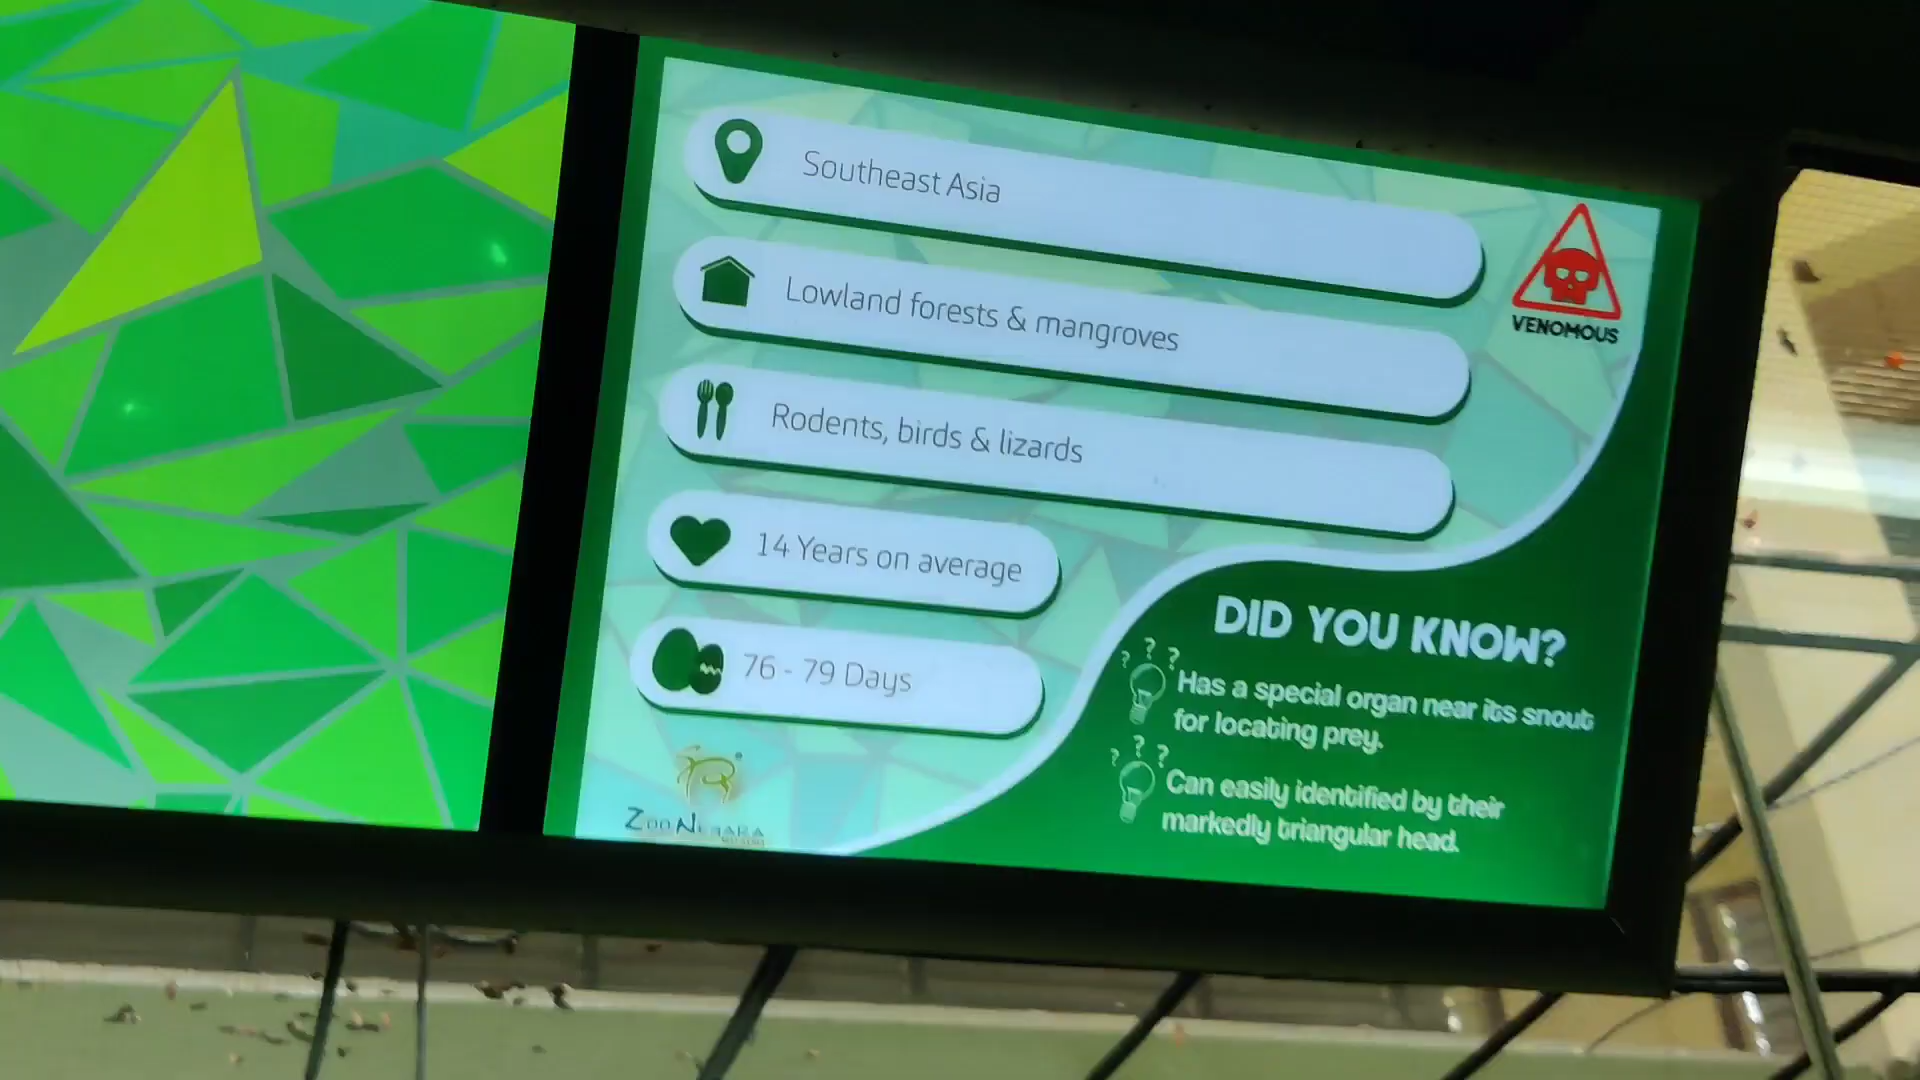 Southeast Asia
VENOMOUS
Lowland forests & mangroves
Rodents, birds & lizards
14 Years on average
76 - 79 Days
DID YOU KNOW?
Has a special organ near its snout
for locating prey.
Can easily identified by their
markedly triangular head.
ZOO NEGARA